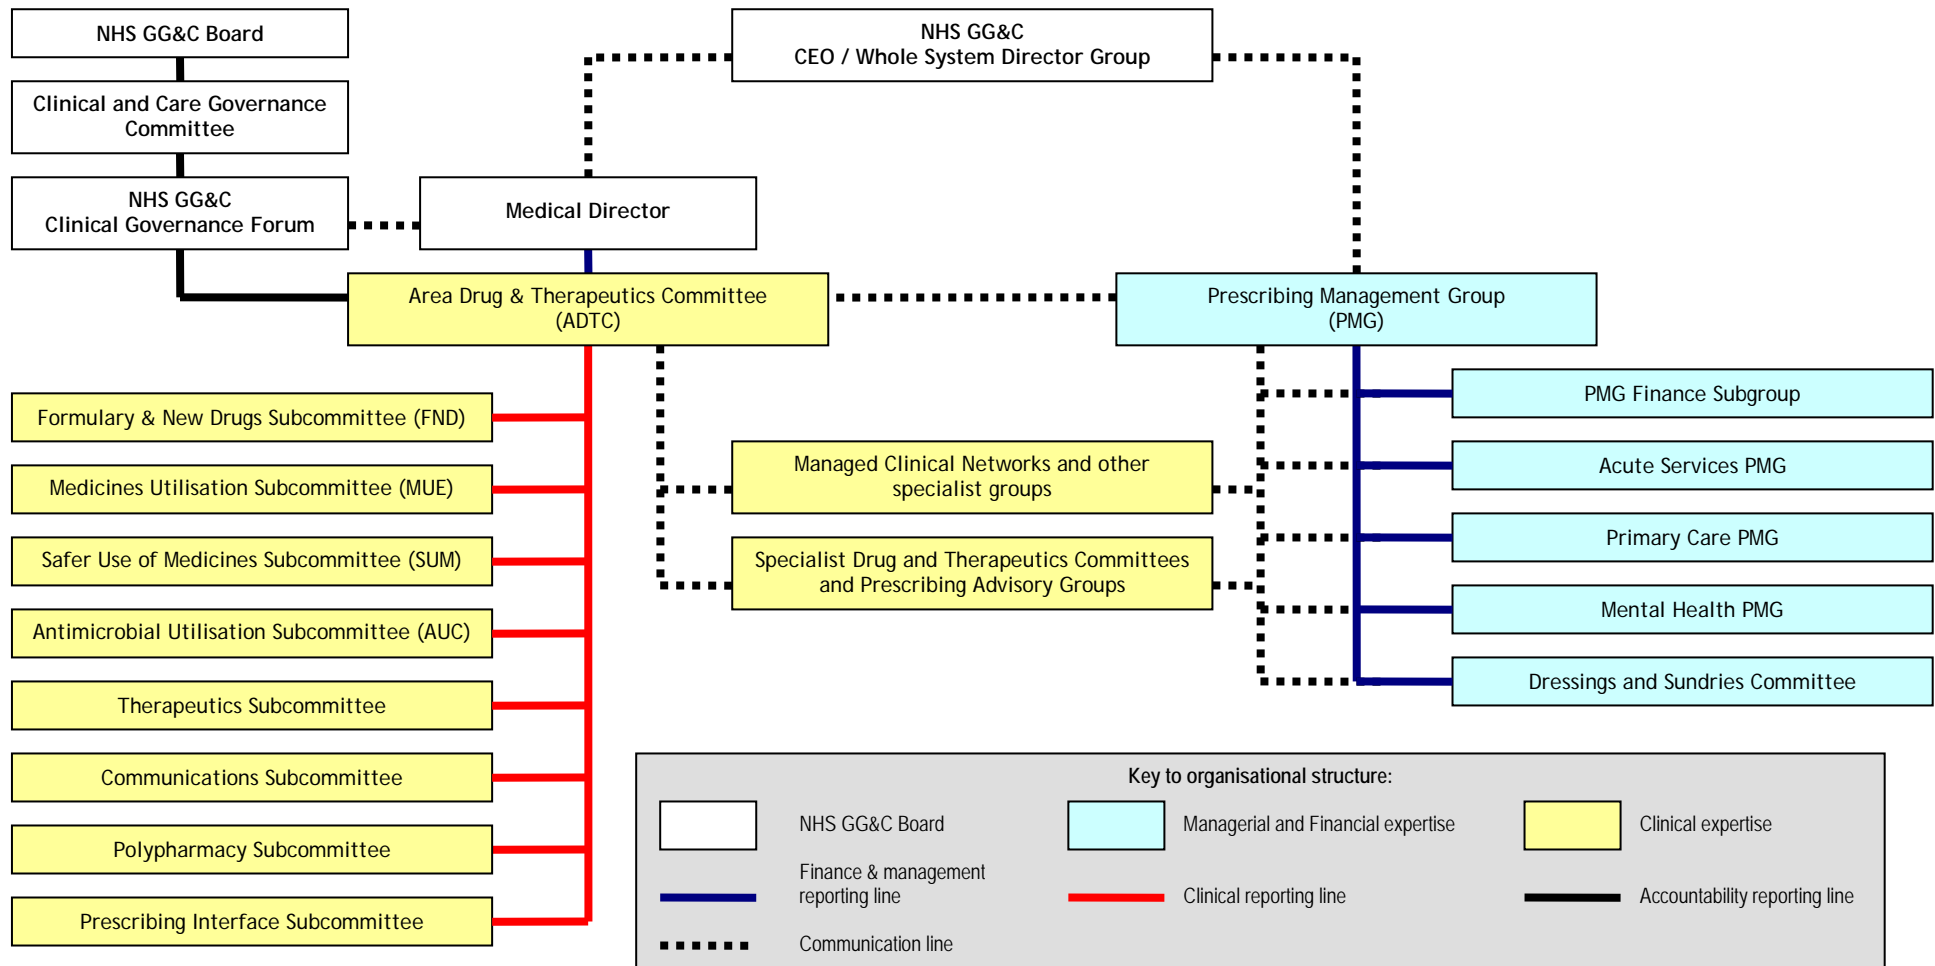 NHS GG&C Board
NHS GG&C
CEO / Whole System Director Group
Clinical and Care Governance
Committee
NHS GG&C
Clinical Governance Forum
Medical Director
Area Drug & Therapeutics Committee
(ADTC)
Prescribing Management Group
(PMG)
Formulary & New Drugs Subcommittee (FND)
Medicines Utilisation Subcommittee (MUE)
Safer Use of Medicines Subcommittee (SUM)
Antimicrobial Utilisation Subcommittee (AUC)
Therapeutics Subcommittee
Communications Subcommittee
Polypharmacy Subcommittee
Prescribing Interface Subcommittee
Managed Clinical Networks and other
specialist groups
Specialist Drug and Therapeutics Committees
and Prescribing Advisory Groups
PMG Finance Subgroup
Acute Services PMG
Primary Care PMG
Mental Health PMG
Dressings and Sundries Committee
Key to organisational structure:
NHS GG&C Board
Managerial and Financial expertise
Clinical expertise
Finance & management
reporting line
Clinical reporting line
Accountability reporting line
Communication line